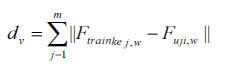 d_v = \sum_{j-1}^{m} ||F_{trainke j,w} − F_{uji,w} ||